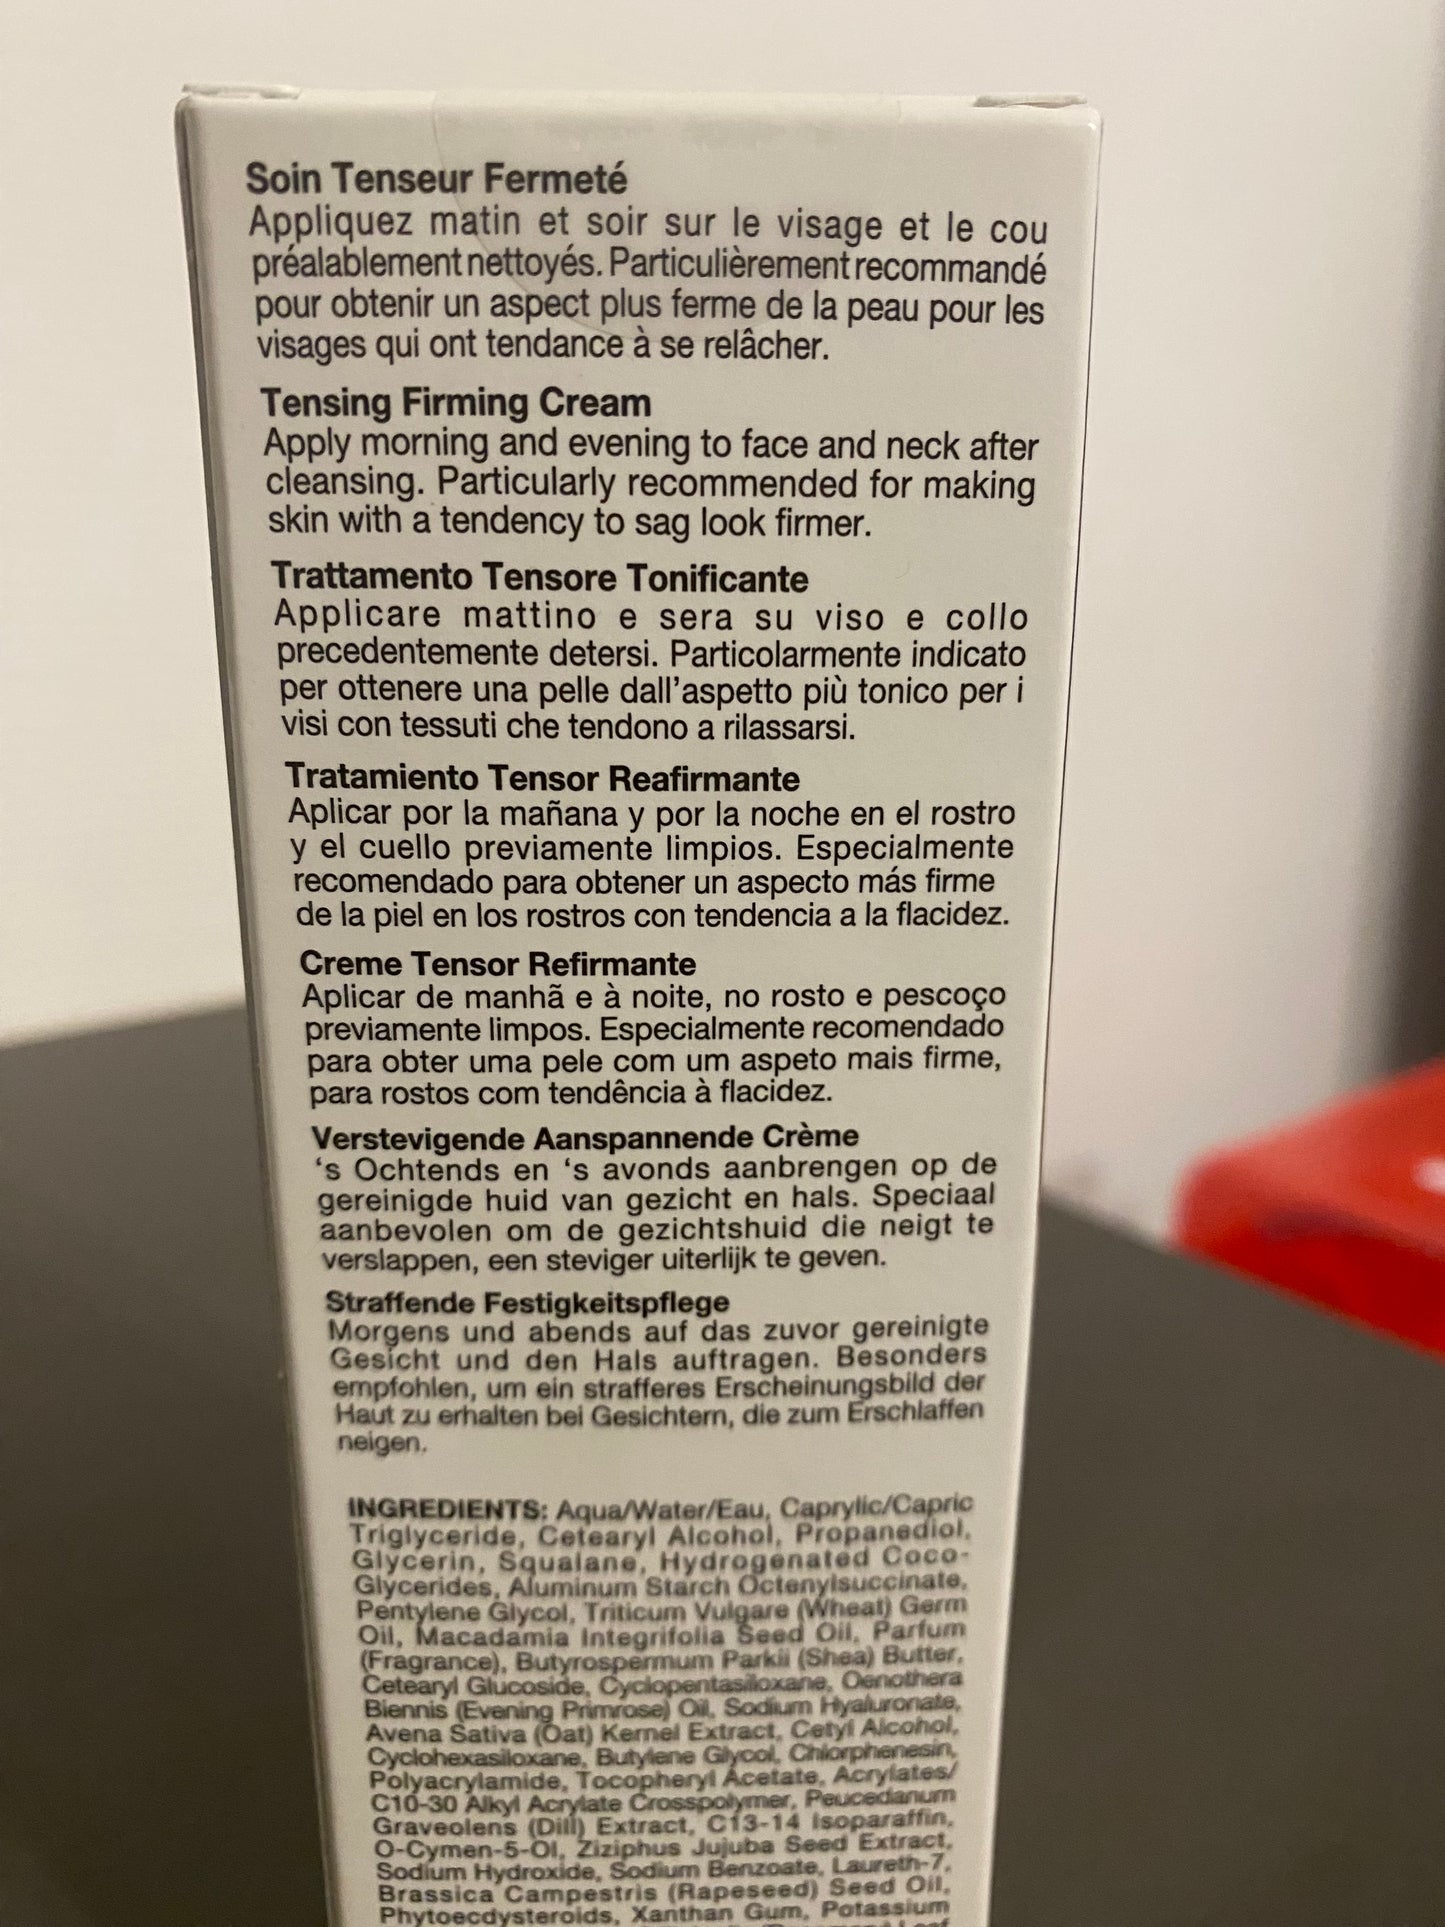 Soin Tenseur Fermeté
Appliquez matin et soir sur le visage et le cou
préalablement nettoyés. Particulièrement recommandé
pour obtenir un aspect plus ferme de la peau pour les
visages qui ont tendance à se relâcher.
Tensing Firming Cream
Apply morning and evening to face and neck after
cleansing. Particularly recommended for making
skin with a tendency to sag look firmer.
Trattamento Tensore Tonificante
Applicare mattino e sera su viso e collo
precedentemente detersi. Particolarmente indicato
per ottenere una pelle dall'aspetto più tonico per i
visi con tessuti che tendono a rilassarsi.
Tratamiento Tensor Reafirmante
Aplicar por la mañana y por la noche en el rostro
y el cuello previamente limpios. Especialmente
recomendado para obtener un aspecto más firme
de la piel en los rostros con tendencia a la flacidez.
Creme Tensor Refirmante
Aplicar de manhã e à noite, no rosto e pescoço
previamente limpos. Especialmente recomendado
para obter uma pele com um aspeto mais firme,
para rostos com tendência à flacidez.
Verstevigende Aanspannende Crème
‘s Ochtends en ‘s avonds aanbrengen op de
gereinigde huid van gezicht en hals. Speciaal
aanbevolen om de gezichtshuid die neigt te
verslappen, een steviger uiterlijk te geven.
Straffende Festigkeitspflege
Morgens und abends auf das zuvor gereinigte
Gesicht und den Hals auftragen. Besonders
empfohlen, um ein strafferes Erscheinungsbild der
Haut zu erhalten bei Gesichtern, die zum Erschlaffen
neigen.
INGREDIENTS: Aqua/Water/Eau, Caprylic/Capric
Triglyceride, Cetearyl Alcohol, Propanediol,
Glycerin, Squalane, Hydrogenated Coco-
Glycerides, Aluminum Starch Octenylsuccinate,
Pentylene Glycol, Triticum Vulgare (Wheat) Germ
Oil, Macadamia Integrifolia Seed Oil, Parfum
(Fragrance), Butyrospermum Parkii (Shea) Butter,
Cetearyl Glucoside, Cyclopentasiloxane, Oenothera
Biennis (Evening Primrose) Oil, Sodium Hyaluronate,
Avena Sativa (Oat) Kernel Extract, Cetyl Alcohol,
Cyclohexasiloxane, Butylene Glycol, Chlorphenesin,
Polyacrylamide, Tocopheryl Acetate, Acrylates/
C10-30 Alkyl Acrylate Crosspolymer, Peucedanum
Graveolens (Dill) Extract, C13-14 Isoparaffin,
O-Cymen-5-Ol, Ziziphus Jujuba Seed Extract,
Sodium Hydroxide, Sodium Benzoate, Laureth-7,
Brassica Campestris (Rapeseed) Seed Oil,
Phytoecdysteroids, Xanthan Gum, Potassium